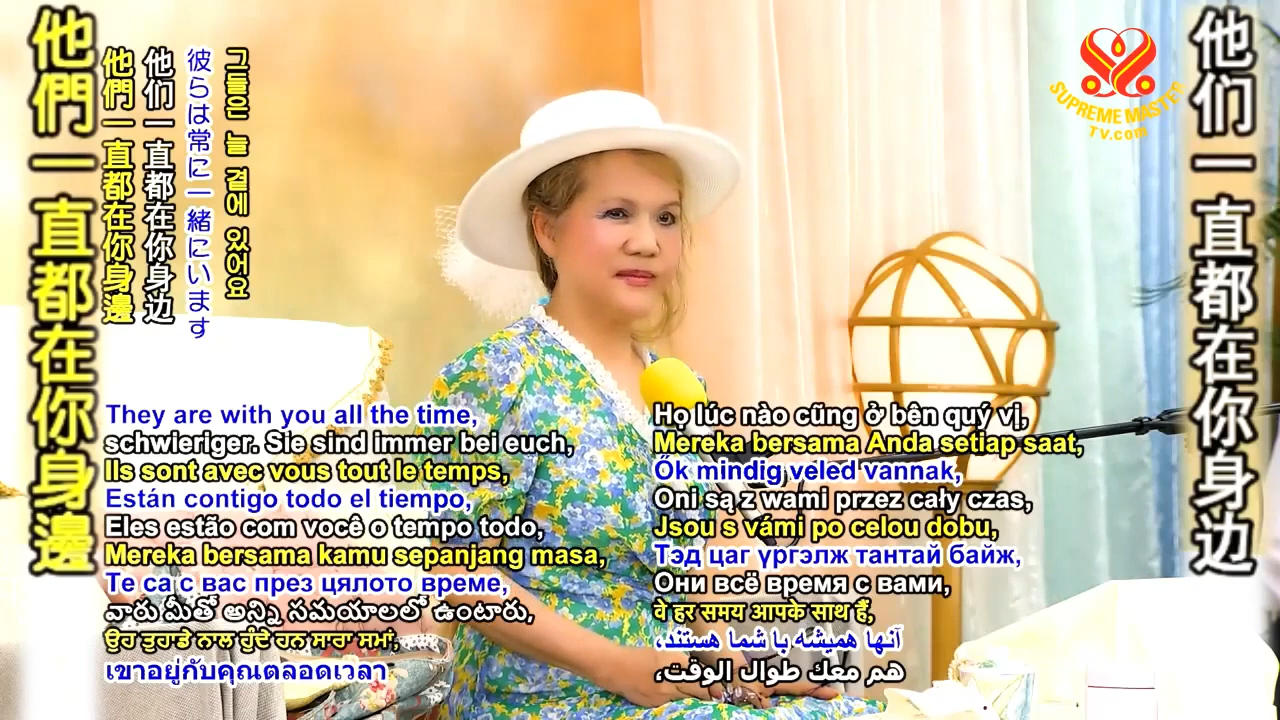 他們一直都在你身邊
他們一直都在你身邊
他们一直都在你身边
彼らは常に一緒にいます
그들은 늘 곁에 있어요
SUPREME MASTER
TV.com
他们一直都在你身边
They are with you all the time,
schwieriger. Sie sind immer bei euch,
Ils sont avec vous tout le temps,
Están contigo todo el tiempo,
Eles estão com você o tempo todo,
Mereka bersama kamu sepanjang masa,
Те са с вас през цялото време,
వారు మీతో అన్ని సమయాలలో ఉంటారు,
ਉਹ ਤੁਹਾਡੇ ਨਾਲ ਹੁੰਦੇ ਹਨ ਸਾਰਾ ਸਮਾਂ,
เขาอยู่กับคุณตลอดเวลา
Họ lúc nào cũng ở bên quý vị,
Mereka bersama Anda setiap saat,
Ők mindig veled vannak,
Oni są z wami przez cały czas,
Jsou s vámi po celou dobu,
Тэд цаг үргэлж тантай байж,
Они всё время с вами,
वे हर समय आपके साथ हैं,
آنها همیشه با شما هستند،
هم معك طوال الوقت،